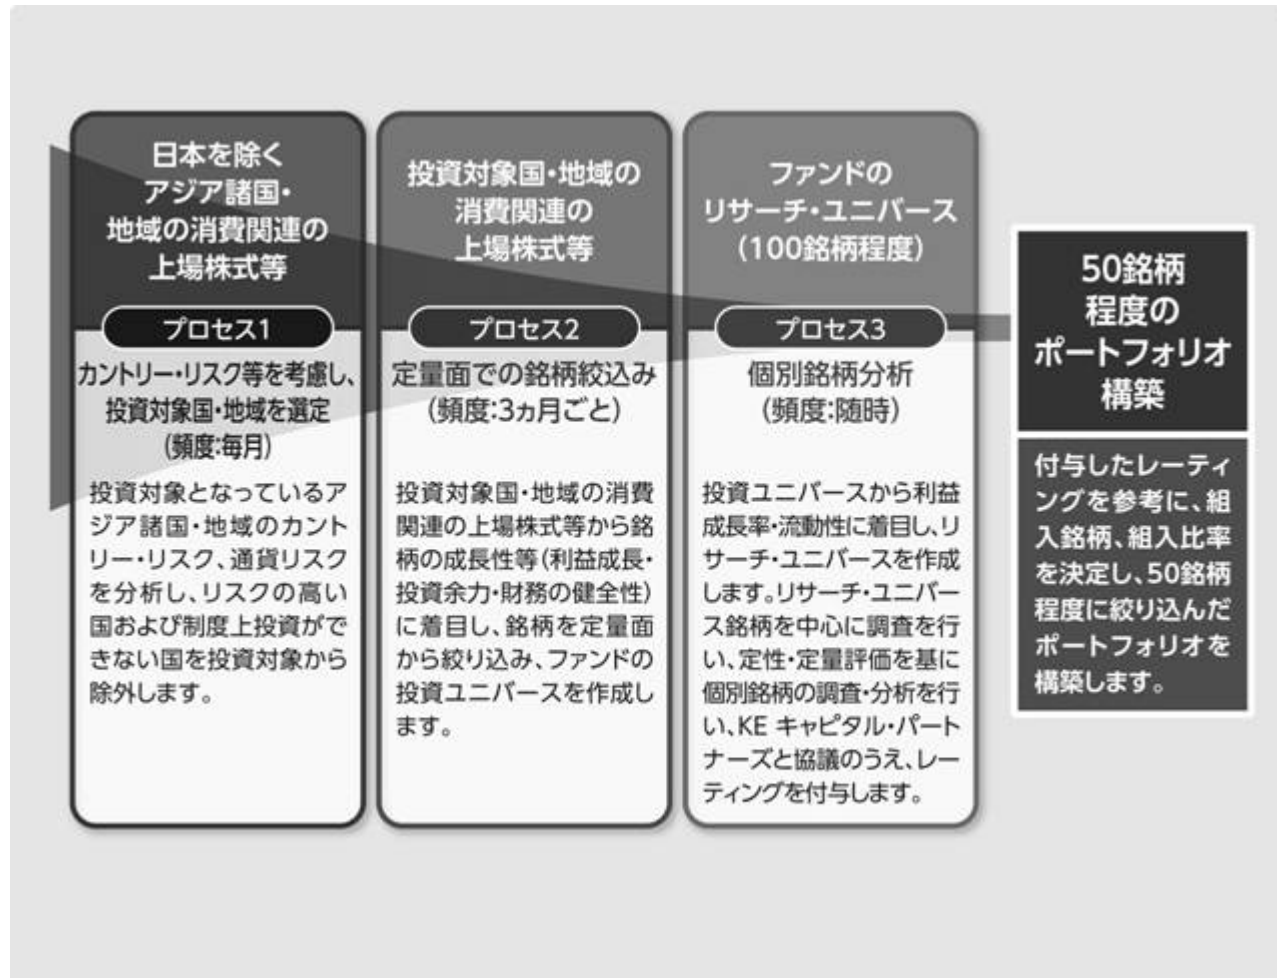 日本を除く
アジア諸国・
地域の消費関連の
上場株式等
プロセス1
カントリー・リスク等を考慮し、
投資対象国・地域を選定
(頻度:毎月)
投資対象となっているア
ジア諸国・地域のカント
リー・リスク、通貨リスク
を分析し、リスクの高い
国および制度上投資がで
きない国を投資対象から
除外します。
投資対象国・地域の
消費関連の
上場株式等
プロセス2
定量面での銘柄絞込み
(頻度:3ヵ月ごと)
投資対象国・地域の消費
関連の上場株式等から銘
柄の成長性等(利益成長・
投資余力・財務の健全性)
に着目し、銘柄を定量面
から絞り込み、ファンドの
投資ユニバースを作成し
ます。
ファンドの
リサーチ・ユニバース
(100銘柄程度)
プロセス3
個別銘柄分析
(頻度:随時)
投資ユニバースから利益
成長率・流動性に着目し、リ
サーチ・ユニバースを作成
します。リサーチ・ユニバー
ス銘柄を中心に調査を行
い、定性・定量評価を基に
個別銘柄の調査・分析を行
い、KE キャピタル・パート
ナーズと協議のうえ、レー
ティングを付与します。
50銘柄
程度の
ポートフォリオ
構築
付与したレーティ
ングを参考に、組
入銘柄、組入比率
を決定し、50銘柄
程度に絞り込んだ
ポートフォリオを
構築します。